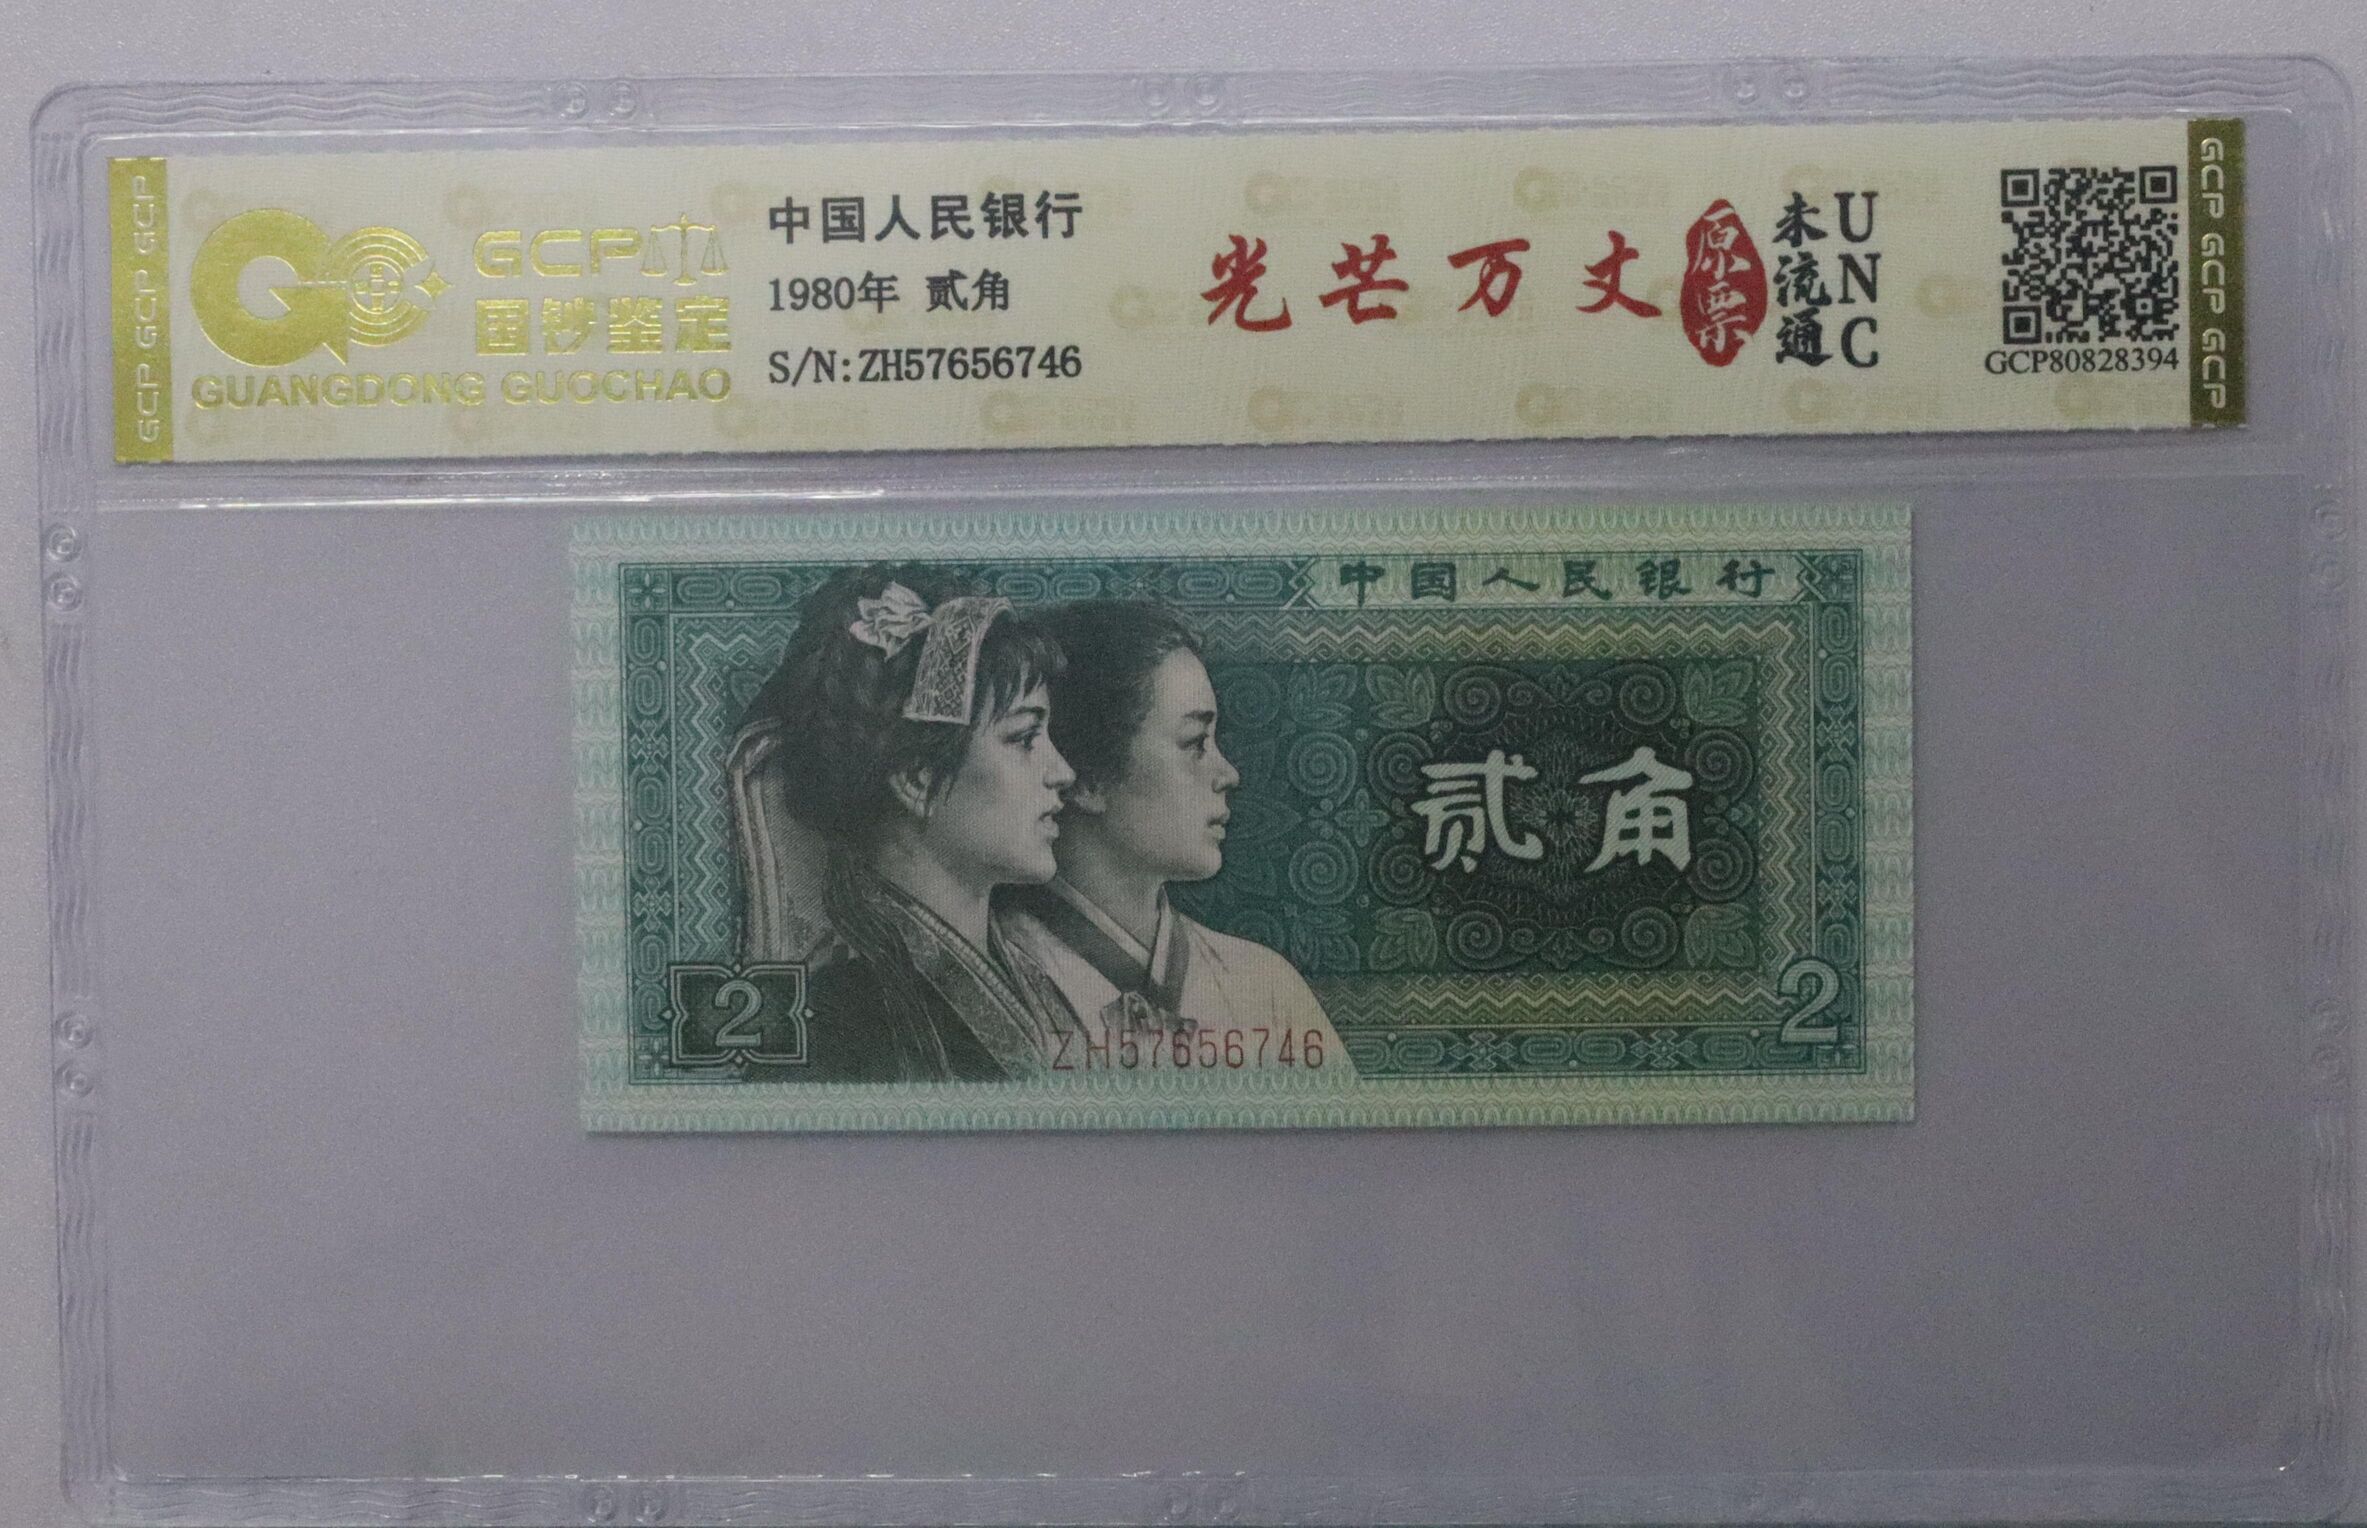 GCP GCP GCP
GCP
国钞鉴定
GUANGDONG GUOCHAO
中国人民银行
1980年 贰角
S/N:ZH57656746
光芒万丈
原票
未流通
UNC
GCP80828394
GCP GCP GCP
中国人民银行
贰角
2
2
ZH57656746